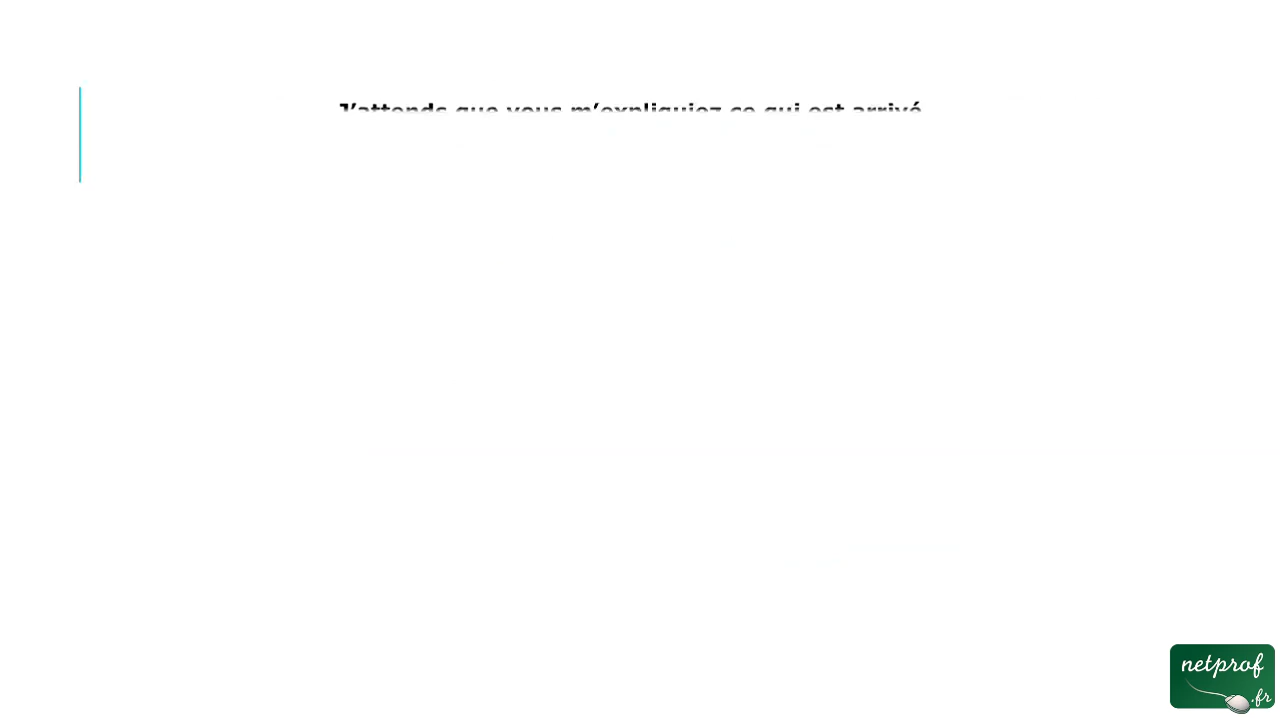 J’attends que vous m’expliquiez ce qui est arrivé
netprof
.fr